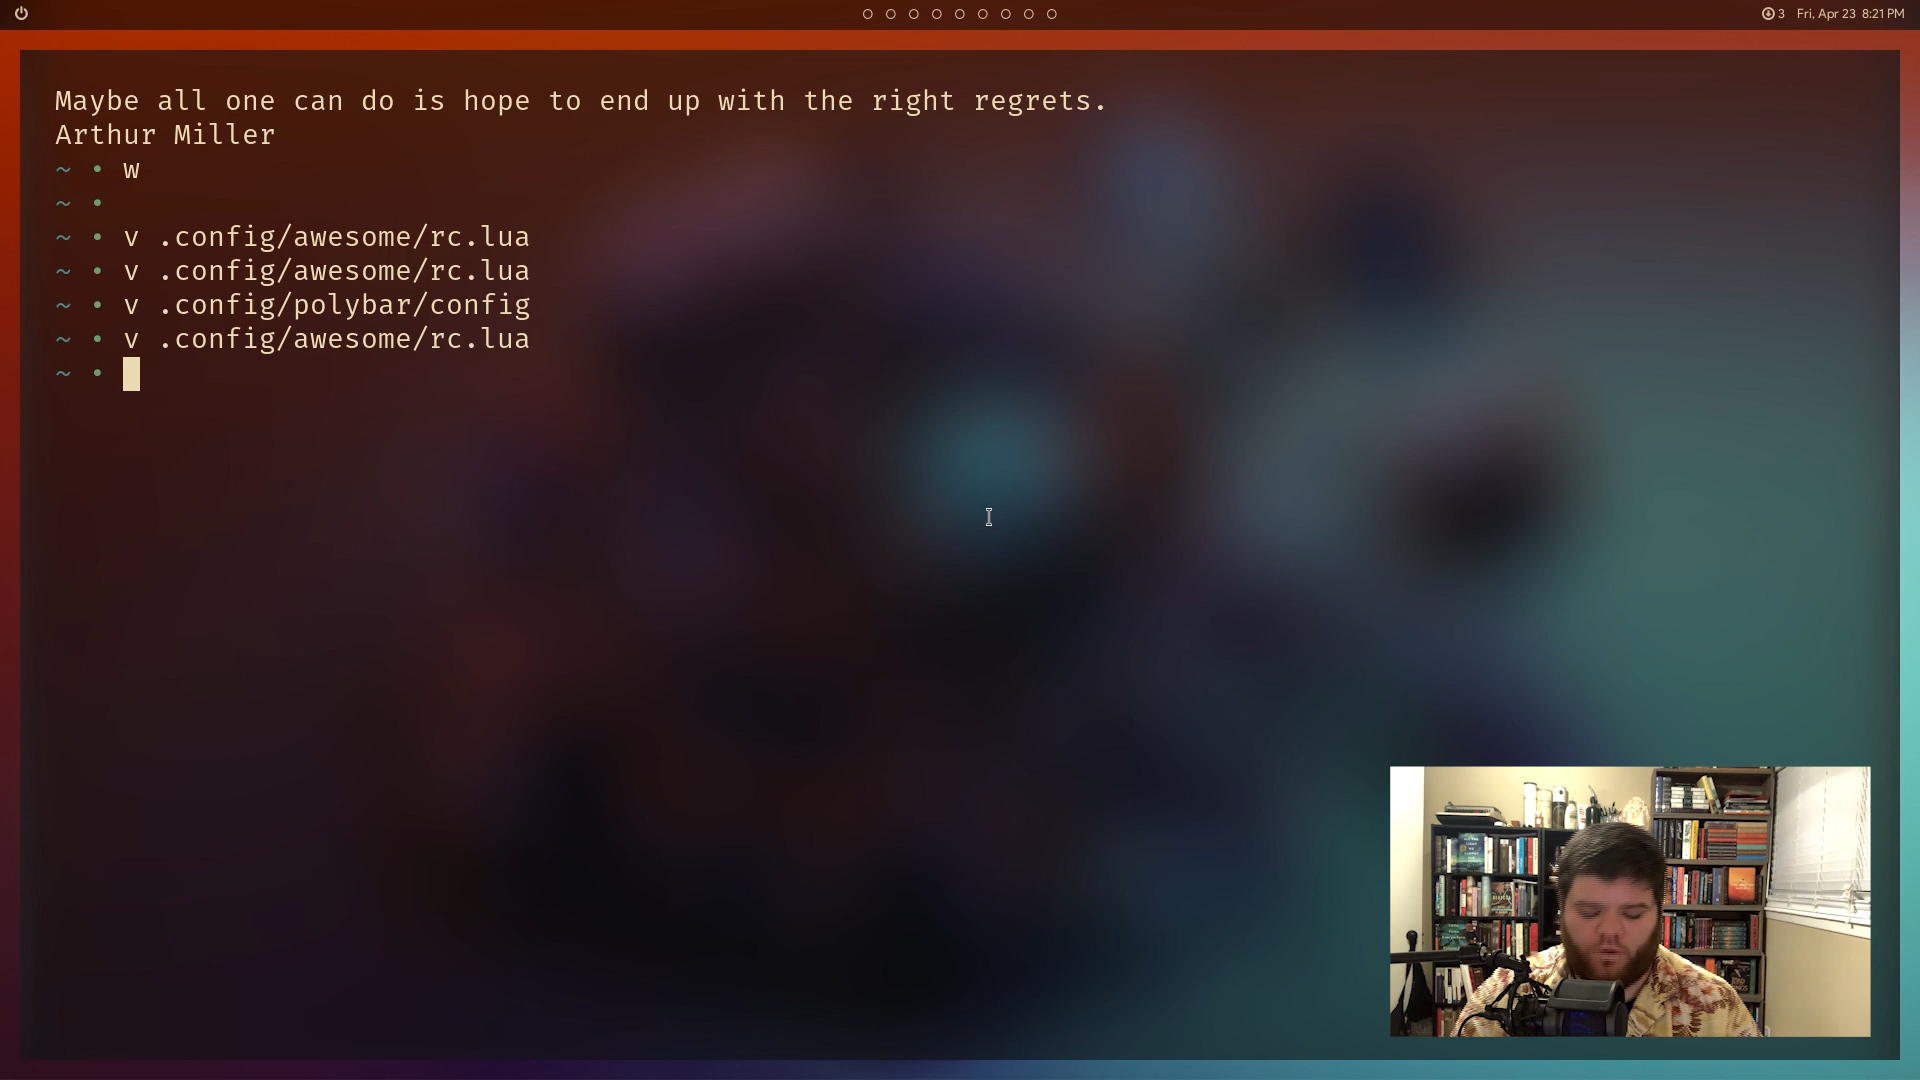 3 Fri, Apr 23 8:21 PM
Maybe all one can do is hope to end up with the right regrets.
Arthur Miller
~ • w
~ •
~ • v .config/awesome/rc.lua
~ • v .config/awesome/rc.lua
~ • v .config/polybar/config
~ • v .config/awesome/rc.lua
~ •